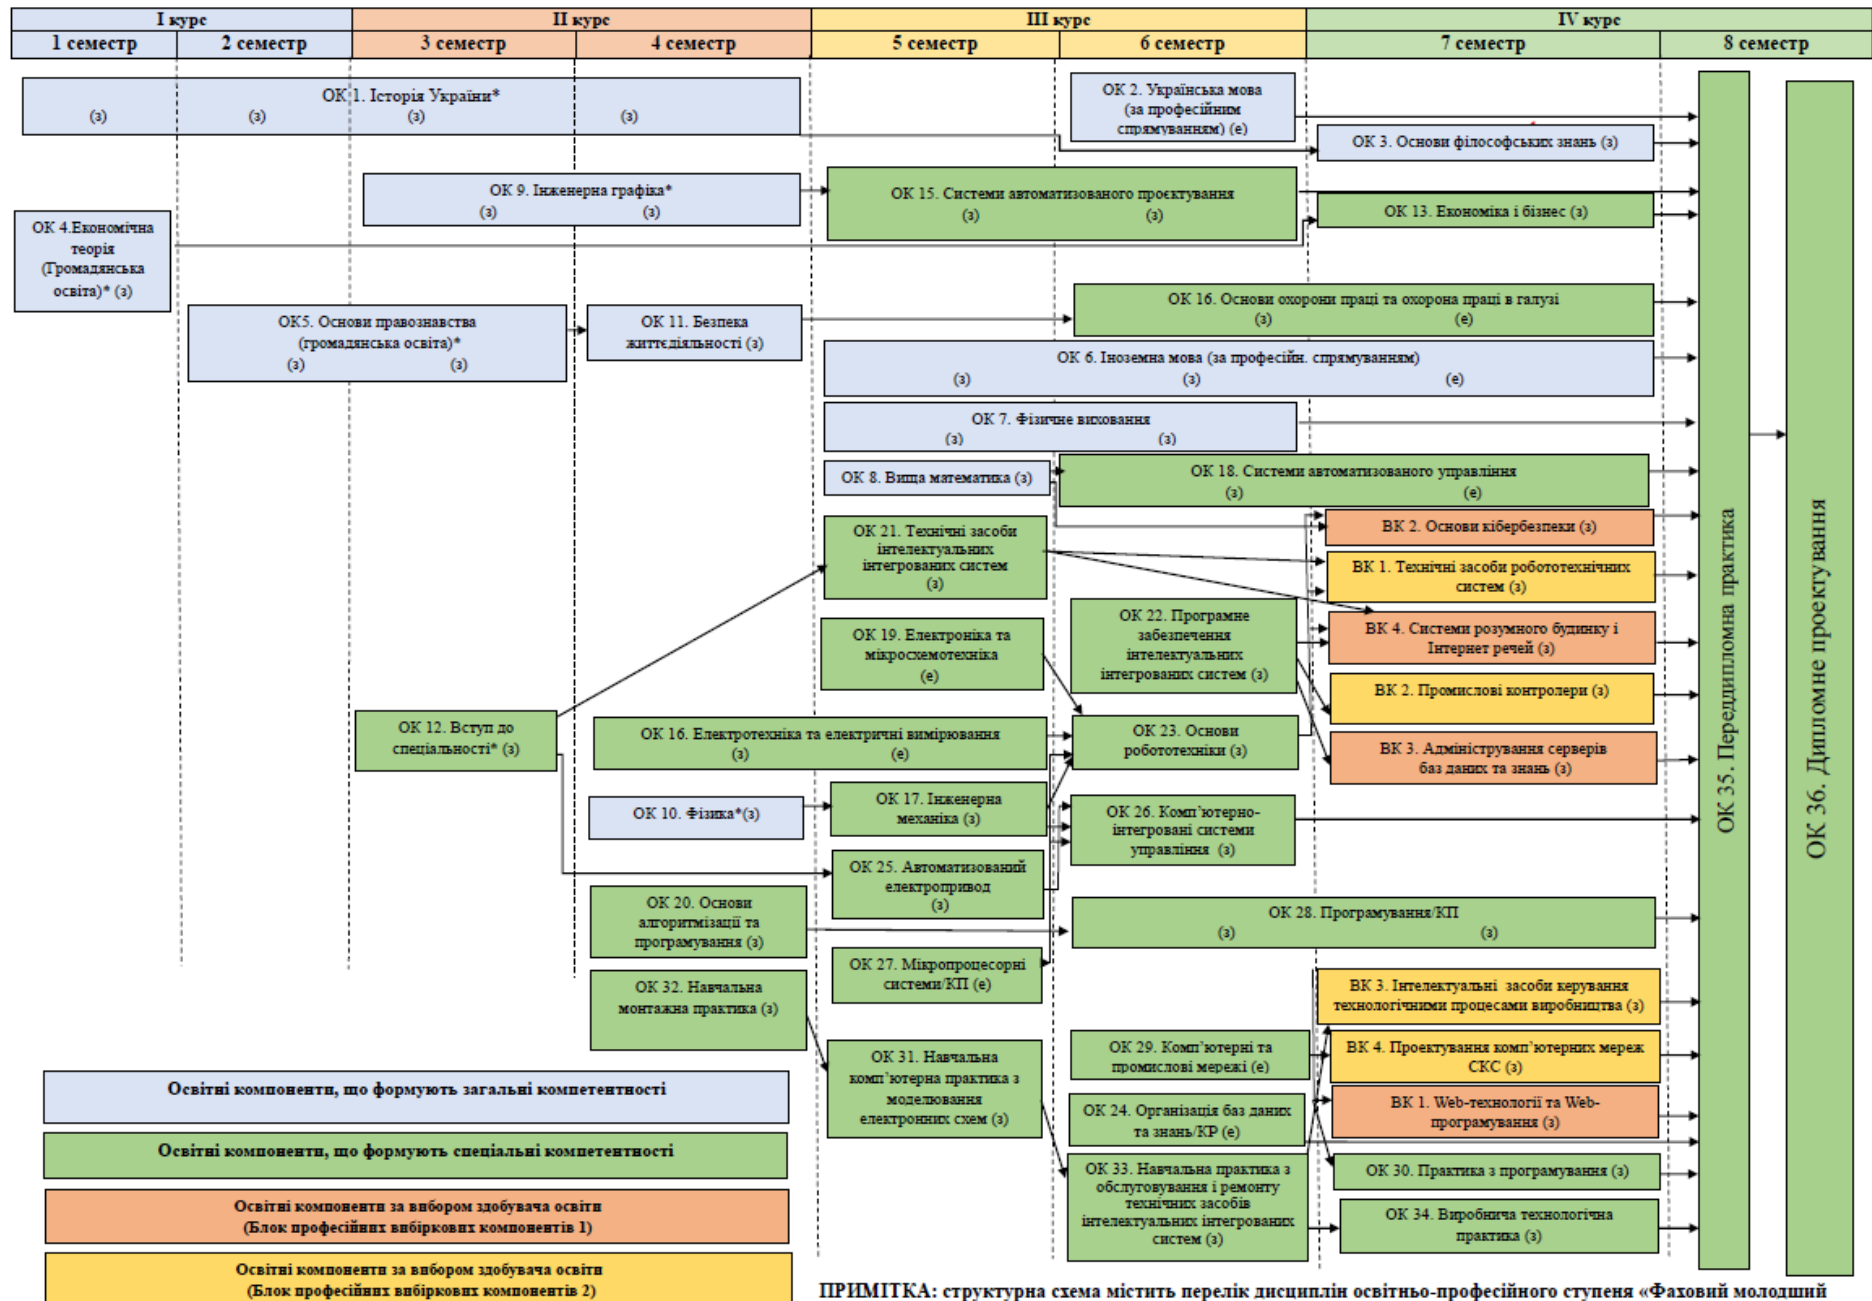 I курс
II курс
III курс
IV курс
1 семестр
2 семестр
3 семестр
4 семестр
5 семестр
6 семестр
7 семестр
8 семестр
ОК 1. Історія України*
(з) (з) (з) (з)
ОК 2. Українська мова
(за професійним
спрямуванням) (е)
ОК 3. Основи філософських знань (з)
ОК 9. Інженерна графіка*
(з) (з)
ОК 15. Системи автоматизованого проєктування
(з) (з)
ОК 13. Економіка і бізнес (з)
ОК 4.Економічна
теорія
(Громадянська
освіта)* (з)
ОК 16. Основи охорони праці та охорона праці в галузі
(з) (е)
ОК5. Основи правознавства
(громадянська освіта)*
(з) (з)
ОК 11. Безпека
життєдіяльності (з)
ОК 6. Іноземна мова (за професійн. спрямуванням)
(з) (з) (е)
ОК 7. Фізичне виховання
(з) (з)
ОК 8. Вища математика (з)
ОК 18. Системи автоматизованого управління
(з) (е)
ОК 21. Технічні засоби
інтелектуальних
інтегрованих систем
(з)
ВК 2. Основи кібербезпеки (з)
ВК 1. Технічні засоби робототехнічних
систем (з)
ОК 19. Електроніка та
мікросхемотехніка
(е)
ОК 22. Програмне
забезпечення
інтелектуальних
інтегрованих систем (з)
ВК 4. Системи розумного будинку і
Інтернет речей (з)
ВК 2. Промислові контролери (з)
ОК 12. Вступ до
спеціальності* (з)
ОК 16. Електротехніка та електричні вимірювання
(з) (е)
ОК 23. Основи
робототехніки (з)
ВК 3. Адміністрування серверів
баз даних та знань (з)
ОК 10. Фізика*(з)
ОК 17. Інженерна
механіка (з)
ОК 26. Комп’ютерно-
інтегровані системи
управління (з)
ОК 25. Автоматизований
електропривод
(з)
ОК 20. Основи
алгоритмізації та
програмування (з)
ОК 28. Програмування/КП
(з) (з)
ОК 27. Мікропроцесорні
системи/КП (е)
ОК 32. Навчальна
монтажна практика (з)
ВК 3. Інтелектуальні засоби керування
технологічними процесами виробництва (з)
ОК 31. Навчальна
комп’ютерна практика з
моделювання
електронних схем (з)
ОК 29. Комп’ютерні та
промислові мережі (е)
ВК 4. Проектування комп’ютерних мереж
СКС (з)
ОК 24. Організація баз даних
та знань/КР (е)
ВК 1. Web-технології та Web-
програмування (з)
ОК 33. Навчальна практика з
обслуговування і ремонту
технічних засобів
інтелектуальних інтегрованих
систем (з)
ОК 30. Практика з програмування (з)
ОК 34. Виробнича технологічна
практика (з)
ОК 35. Передипломна практика
ОК 36. Дипломне проектування
Освітні компоненти, що формують загальні компетентності
Освітні компоненти, що формують спеціальні компетентності
Освітні компоненти за вибором здобувача освіти
(Блок професійних вибіркових компонентів 1)
Освітні компоненти за вибором здобувача освіти
(Блок професійних вибіркових компонентів 2)
ПРИМІТКА: структурна схема містить перелік дисциплін освітньо-професійного ступеня «Фаховий молодший